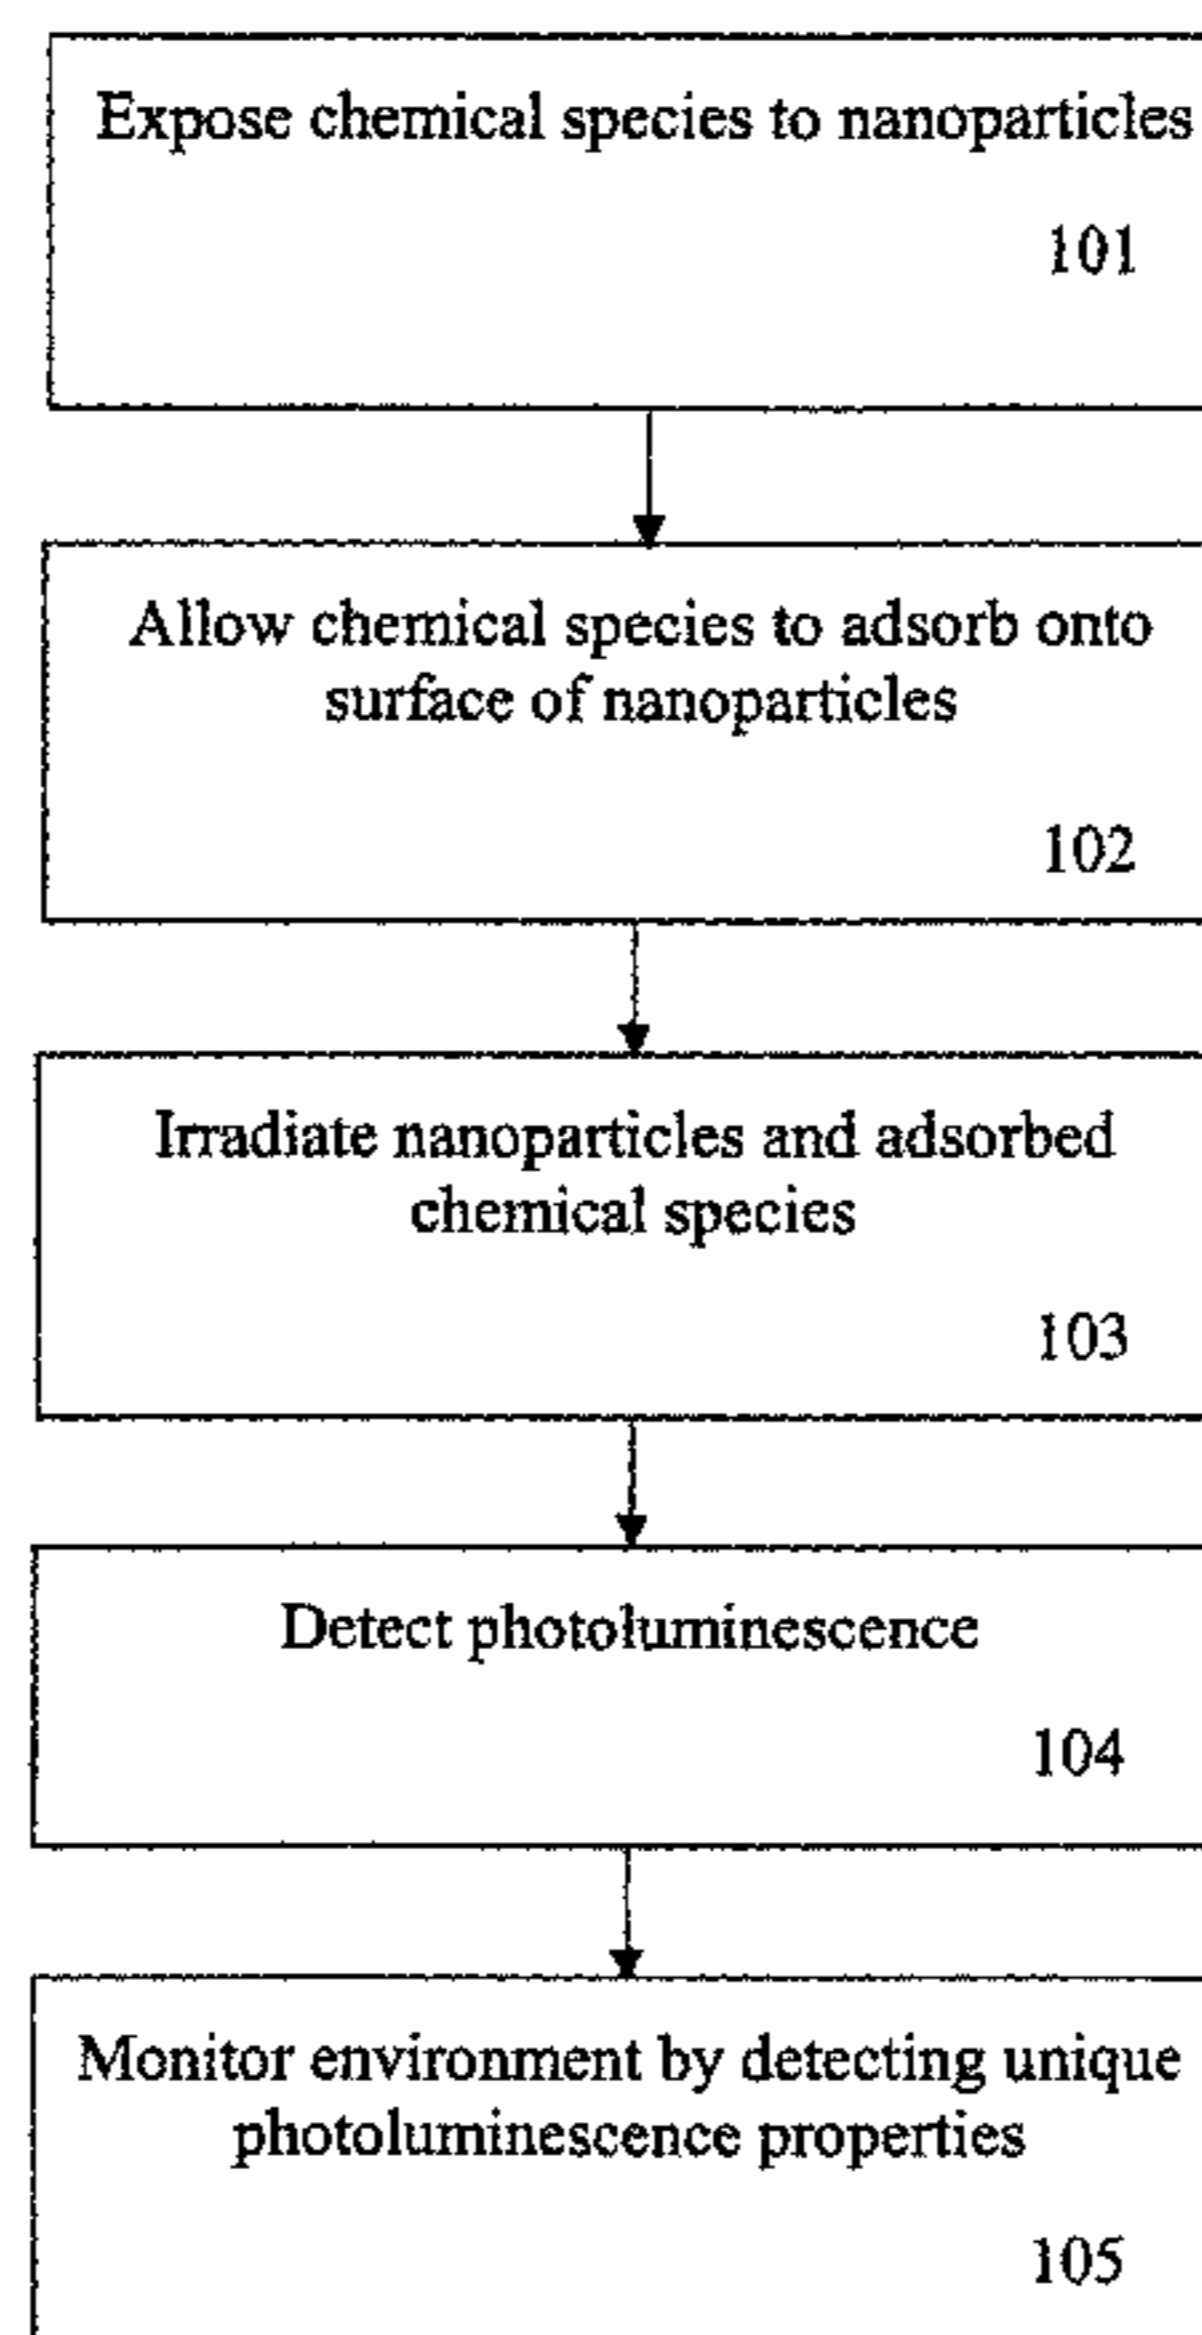 Expose chemical species to nanoparticles
101
Allow chemical species to adsorb onto
surface of nanoparticles
102
Irradiate nanoparticles and adsorbed
chemical species
103
Detect photoluminescence
104
Monitor environment by detecting unique
photoluminescence properties
105